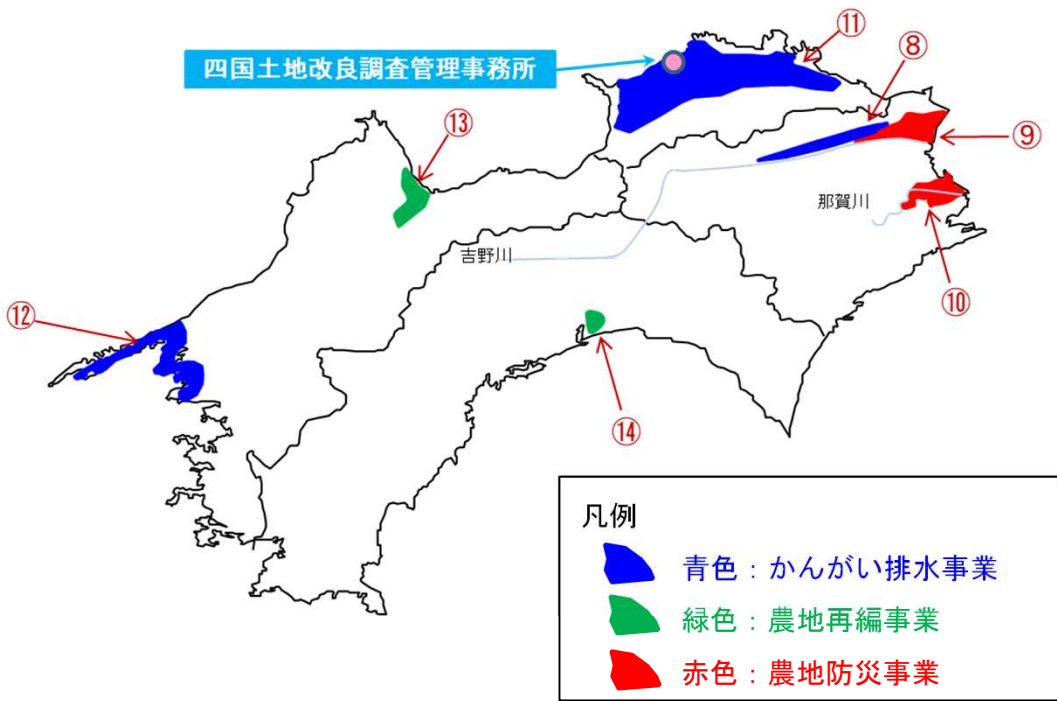 四国土地改良調査管理事務所
⑪
⑧
⑬
⑨
那賀川
吉野川
⑩
⑫
⑭
凡例
青色：かんがい排水事業
緑色：農地再編事業
赤色：農地防災事業